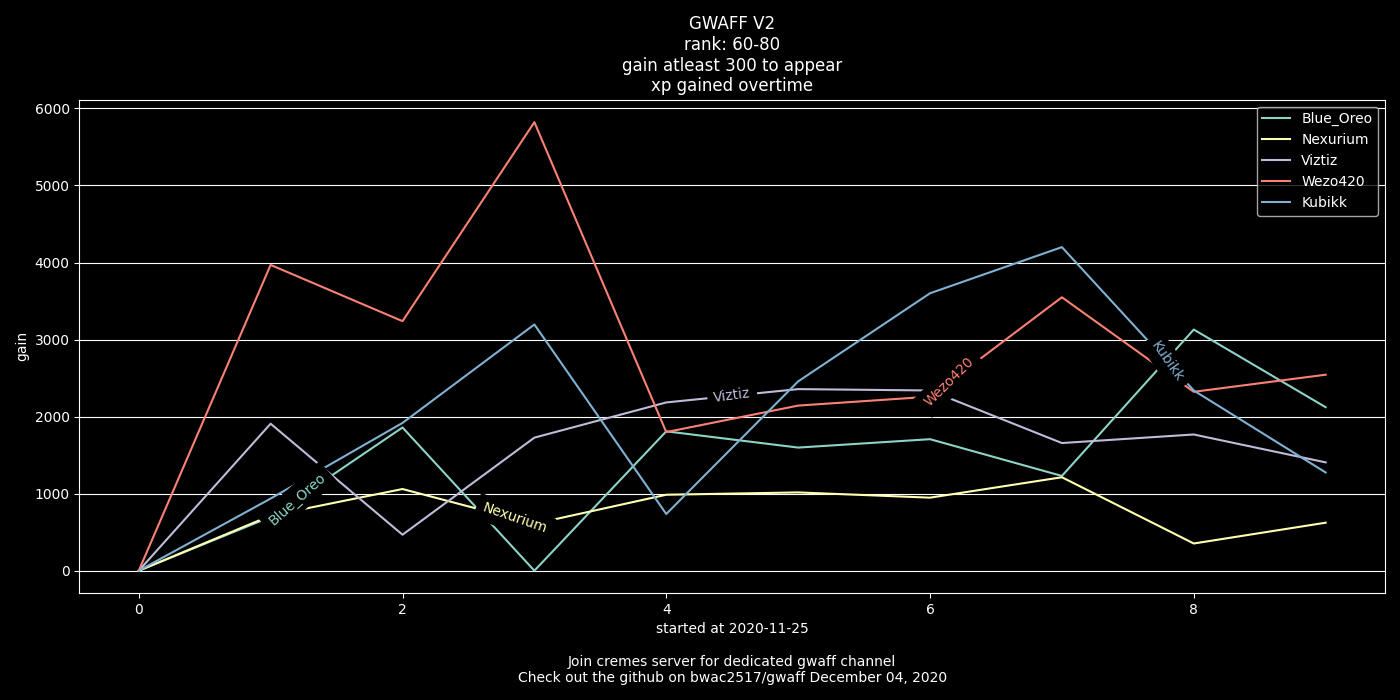 GWAFF V2
rank: 60-80
gain atleast 300 to appear
xp gained overtime
6000
5000
4000
3000
2000
1000
0
gain
Blue_Oreo
Nexurium
Viztiz
Wezo420
Kubikk
Blue_Oreo
Nexurium
Viztiz
Wezo420
Kubikk
0 2 4 6 8
started at 2020-11-25
Join cremes server for dedicated gwaff channel
Check out the github on bwac2517/gwaff December 04, 2020